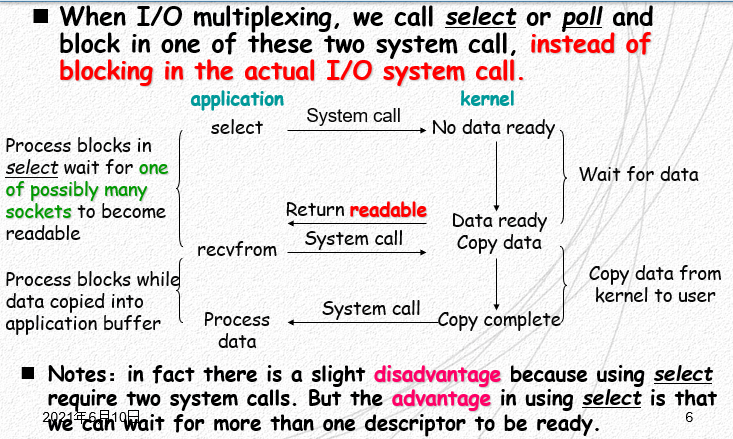 When I/O multiplexing, we call select or poll and
block in one of these two system call, instead of
blocking in the actual I/O system call.
application
kernel
select
System call
No data ready
Process blocks in
select wait for one
of possibly many
sockets to become
readable
Wait for data
Return readable
Data ready
recvfrom
System call
Copy data
Process blocks while
data copied into
application buffer
Copy data from
kernel to user
Process
data
System call
Copy complete
Notes: in fact there is a slight disadvantage because using select
require two system calls. But the advantage in using select is that
we can wait for more than one descriptor to be ready.
2021年6月10日
6